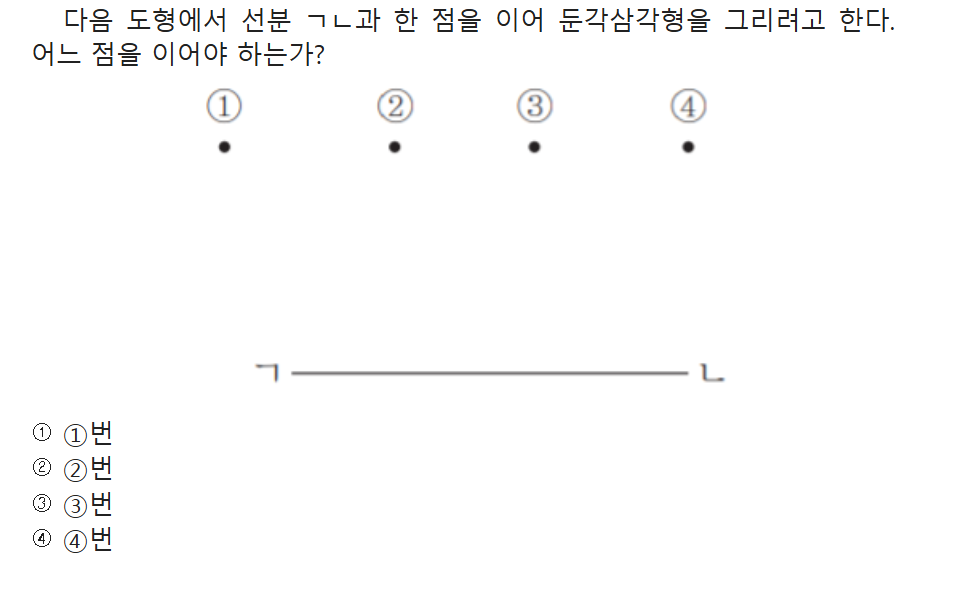 다음 도형에서 선분 ㄱㄴ과 한 점을 이어 둔각삼각형을 그리려고 한다.
어느 점을 이어야 하는가?
① ② ③ ④
ㄱ ㄴ
① ①번
② ②번
③ ③번
④ ④번